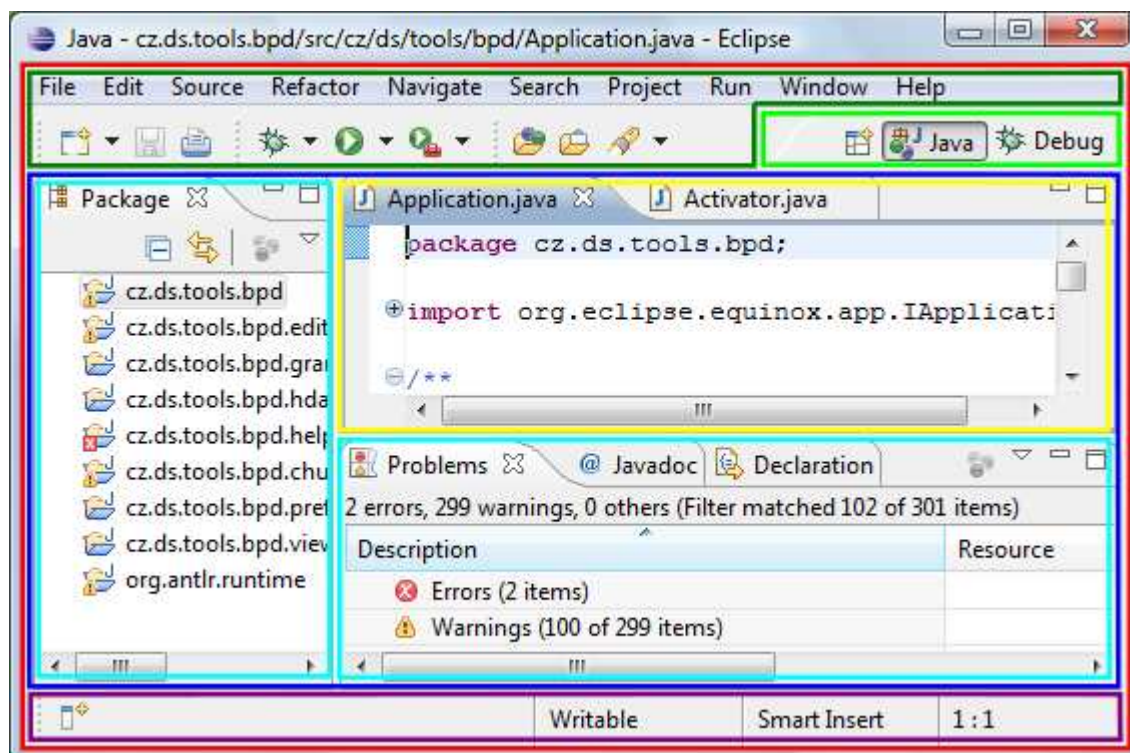 Java - cz.ds.tools.bpd/src/cz/ds/tools/bpd/Application.java - Eclipse
File Edit Source Refactor Navigate Search Project Run Window Help
Java Debug
Package
cz.ds.tools.bpd
cz.ds.tools.bpd.edit
cz.ds.tools.bpd.gra
cz.ds.tools.bpd.hda
cz.ds.tools.bpd.help
cz.ds.tools.bpd.chu
cz.ds.tools.bpd.pref
cz.ds.tools.bpd.view
org.antlr.runtime
Application.java Activator.java
package cz.ds.tools.bpd;
import org.eclipse.equinox.app.IApplicati
/**
Problems @ Javadoc Declaration
2 errors, 299 warnings, 0 others (Filter matched 102 of 301 items)
Description Resource
Errors (2 items)
Warnings (100 of 299 items)
Writable Smart Insert 1 : 1